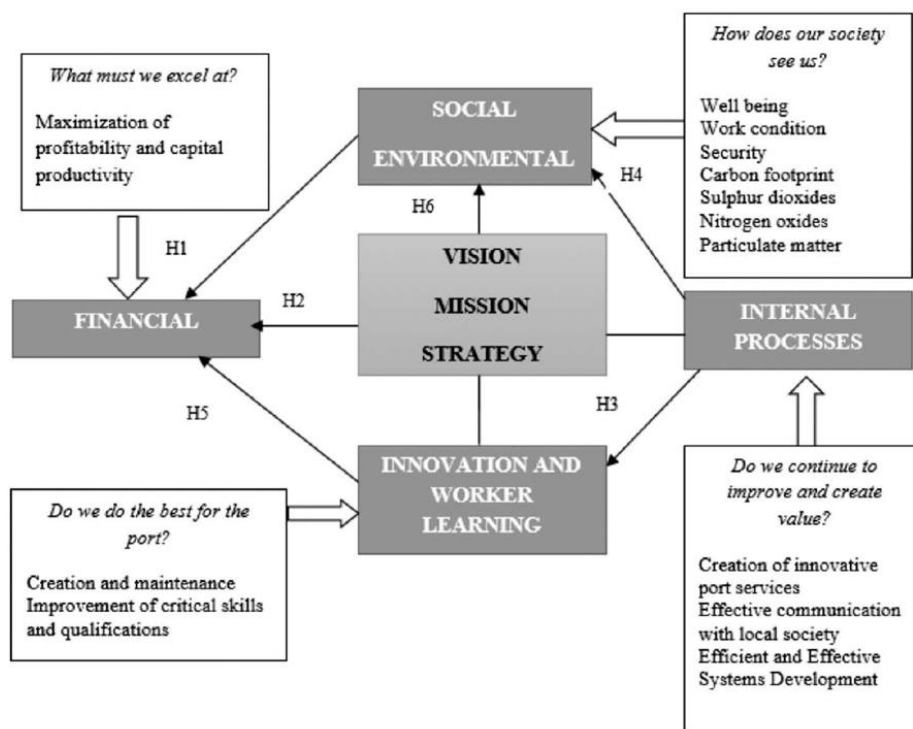 What must we excel at?
Maximization of
profitability and capital
productivity
SOCIAL
ENVIRONMENTAL
How does our society
see us?
Well being
Work condition
Security
Carbon footprint
Sulphur dioxides
Nitrogen oxides
Particulate matter
H4
H6
H1
VISION
MISSION
STRATEGY
H2
FINANCIAL
INTERNAL
PROCESSES
H5
H3
INNOVATION AND
WORKER
LEARNING
Do we do the best for the
port?
Creation and maintenance
Improvement of critical skills
and qualifications
Do we continue to
improve and create
value?
Creation of innovative
port services
Effective communication
with local society
Efficient and Effective
Systems Development